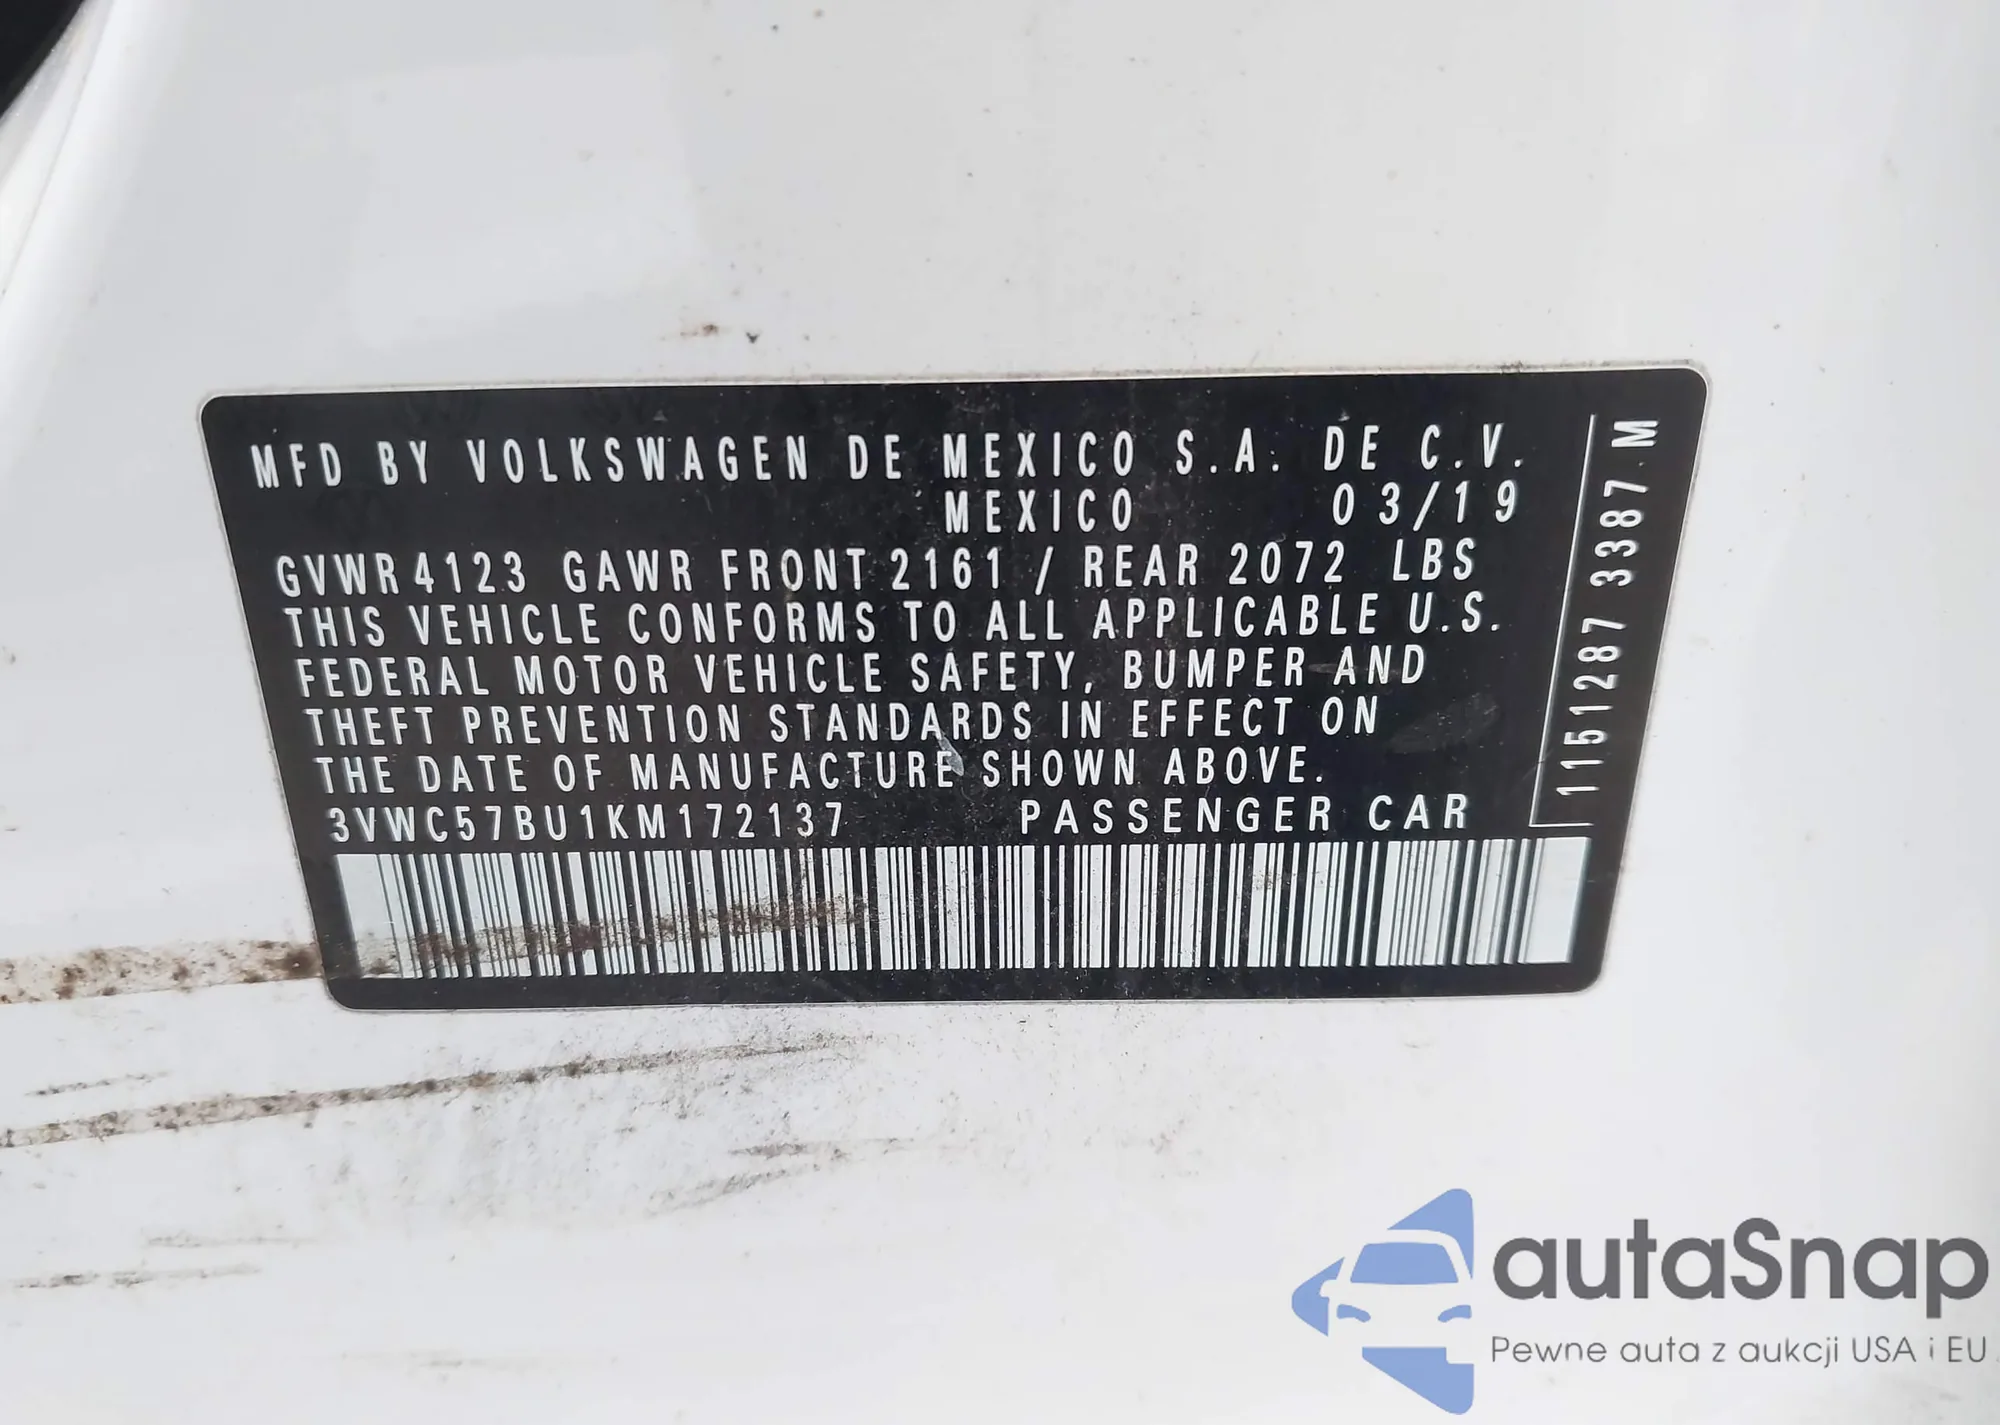 MFD BY VOLKSWAGEN DE MEXICO S.A. DE C.V.
MEXICO 03/19
GVWR 4123 GAWR FRONT 2161 / REAR 2072 LBS
THIS VEHICLE CONFORMS TO ALL APPLICABLE U.S.
FEDERAL MOTOR VEHICLE SAFETY, BUMPER AND
THEFT PREVENTION STANDARDS IN EFFECT ON
THE DATE OF MANUFACTURE SHOWN ABOVE.
3VWC57BU1KM172137 PASSENGER CAR
1151287 3387 M
autaSnap
Pewne auta z aukcji USA i EU